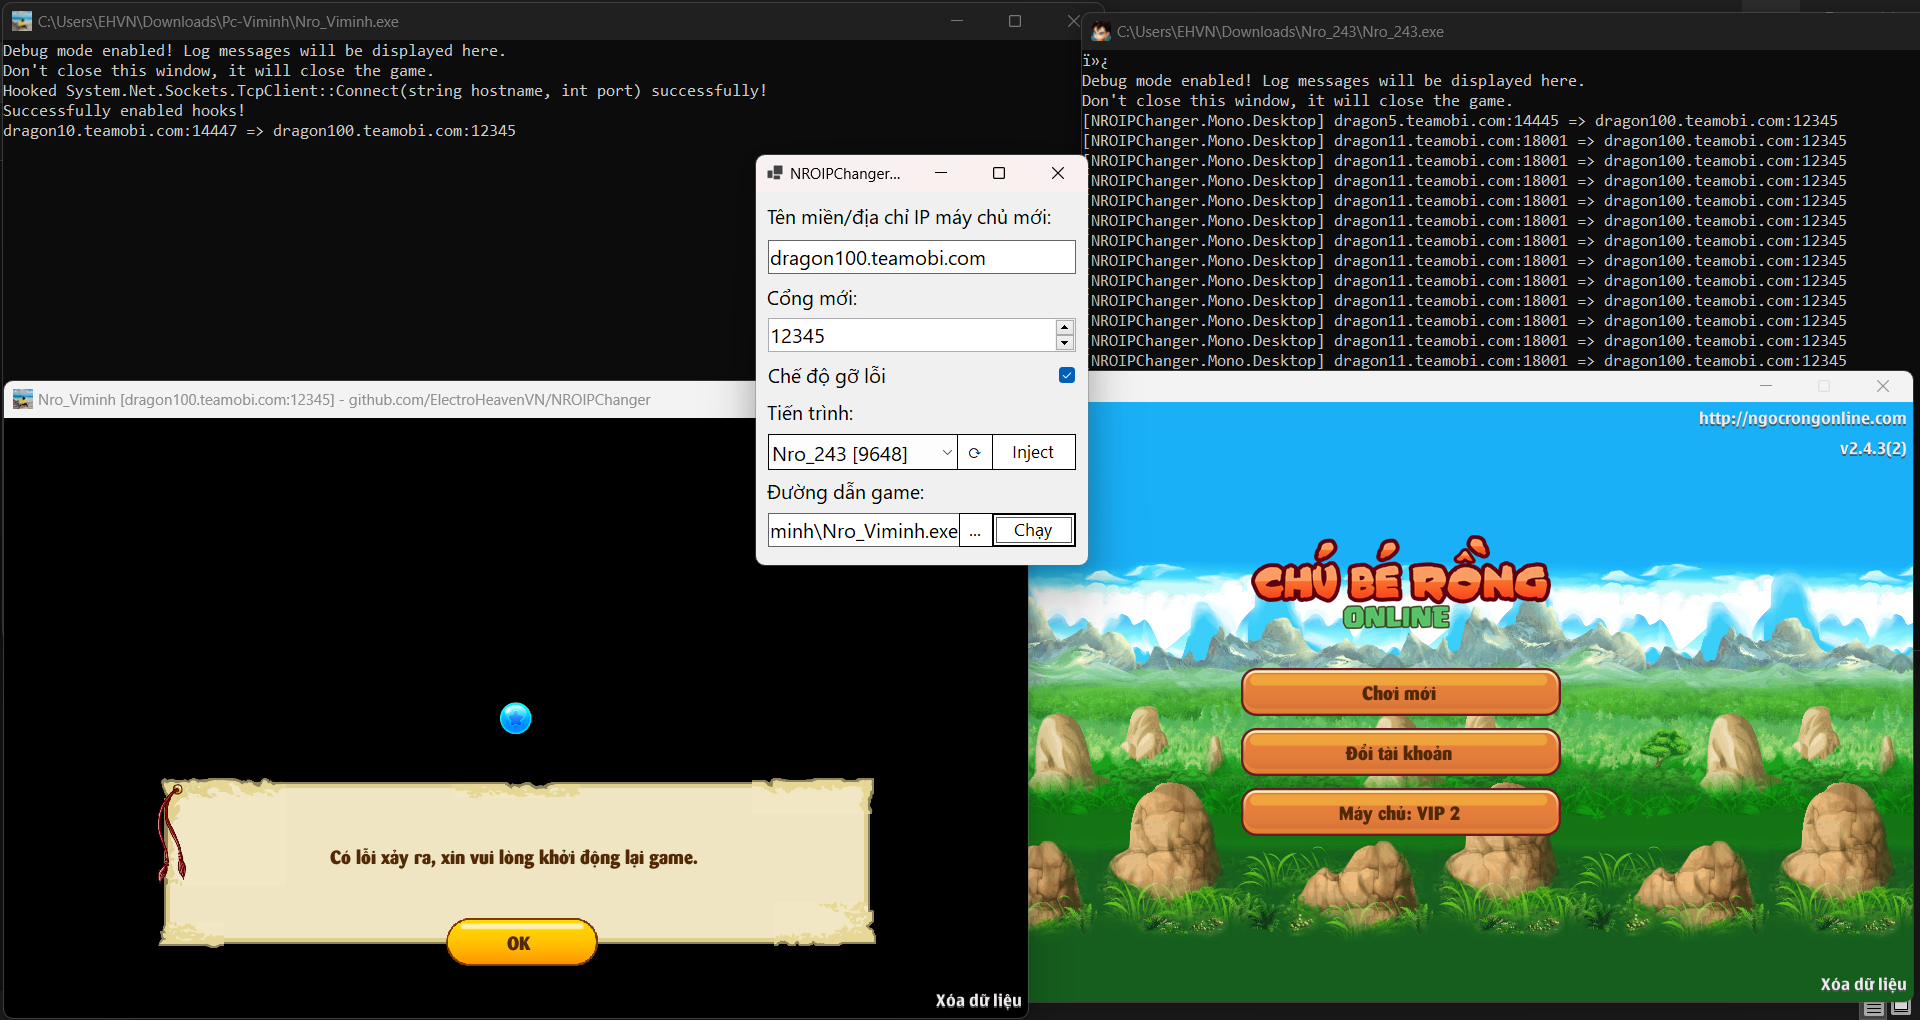 C:\Users\EHVN\Downloads\Pc-Viminh\Nro_Viminh.exe
Debug mode enabled! Log messages will be displayed here.
Don't close this window, it will close the game.
Hooked System.Net.Sockets.TcpClient::Connect(string hostname, int port) successfully!
Successfully enabled hooks!
dragon10.teamobi.com:14447 => dragon100.teamobi.com:12345
C:\Users\EHVN\Downloads\Nro_243\Nro_243.exe
ï»¿
Debug mode enabled! Log messages will be displayed here.
Don't close this window, it will close the game.
[NROIPChanger.Mono.Desktop] dragon5.teamobi.com:14445 => dragon100.teamobi.com:12345
[NROIPChanger.Mono.Desktop] dragon11.teamobi.com:18001 => dragon100.teamobi.com:12345
[NROIPChanger.Mono.Desktop] dragon11.teamobi.com:18001 => dragon100.teamobi.com:12345
[NROIPChanger.Mono.Desktop] dragon11.teamobi.com:18001 => dragon100.teamobi.com:12345
[NROIPChanger.Mono.Desktop] dragon11.teamobi.com:18001 => dragon100.teamobi.com:12345
[NROIPChanger.Mono.Desktop] dragon11.teamobi.com:18001 => dragon100.teamobi.com:12345
[NROIPChanger.Mono.Desktop] dragon11.teamobi.com:18001 => dragon100.teamobi.com:12345
[NROIPChanger.Mono.Desktop] dragon11.teamobi.com:18001 => dragon100.teamobi.com:12345
[NROIPChanger.Mono.Desktop] dragon11.teamobi.com:18001 => dragon100.teamobi.com:12345
[NROIPChanger.Mono.Desktop] dragon11.teamobi.com:18001 => dragon100.teamobi.com:12345
[NROIPChanger.Mono.Desktop] dragon11.teamobi.com:18001 => dragon100.teamobi.com:12345
[NROIPChanger.Mono.Desktop] dragon11.teamobi.com:18001 => dragon100.teamobi.com:12345
[NROIPChanger.Mono.Desktop] dragon11.teamobi.com:18001 => dragon100.teamobi.com:12345
NROIPChanger...
Tên miền/địa chỉ IP máy chủ mới:
dragon100.teamobi.com
Cổng mới:
12345
Chế độ gỡ lỗi
Tiến trình:
Nro_243 [9648]
Inject
Đường dẫn game:
minh\Nro_Viminh.exe
...
Chạy
Nro_Viminh [dragon100.teamobi.com:12345] - github.com/ElectroHeavenVN/NROIPChanger
Có lỗi xảy ra, xin vui lòng khởi động lại game.
OK
Xóa dữ liệu
http://ngocrongonline.com
v2.4.3(2)
CHÚ BÉ RỒNG
ONLINE
Chơi mới
Đổi tài khoản
Máy chủ: VIP 2
Xóa dữ liệu